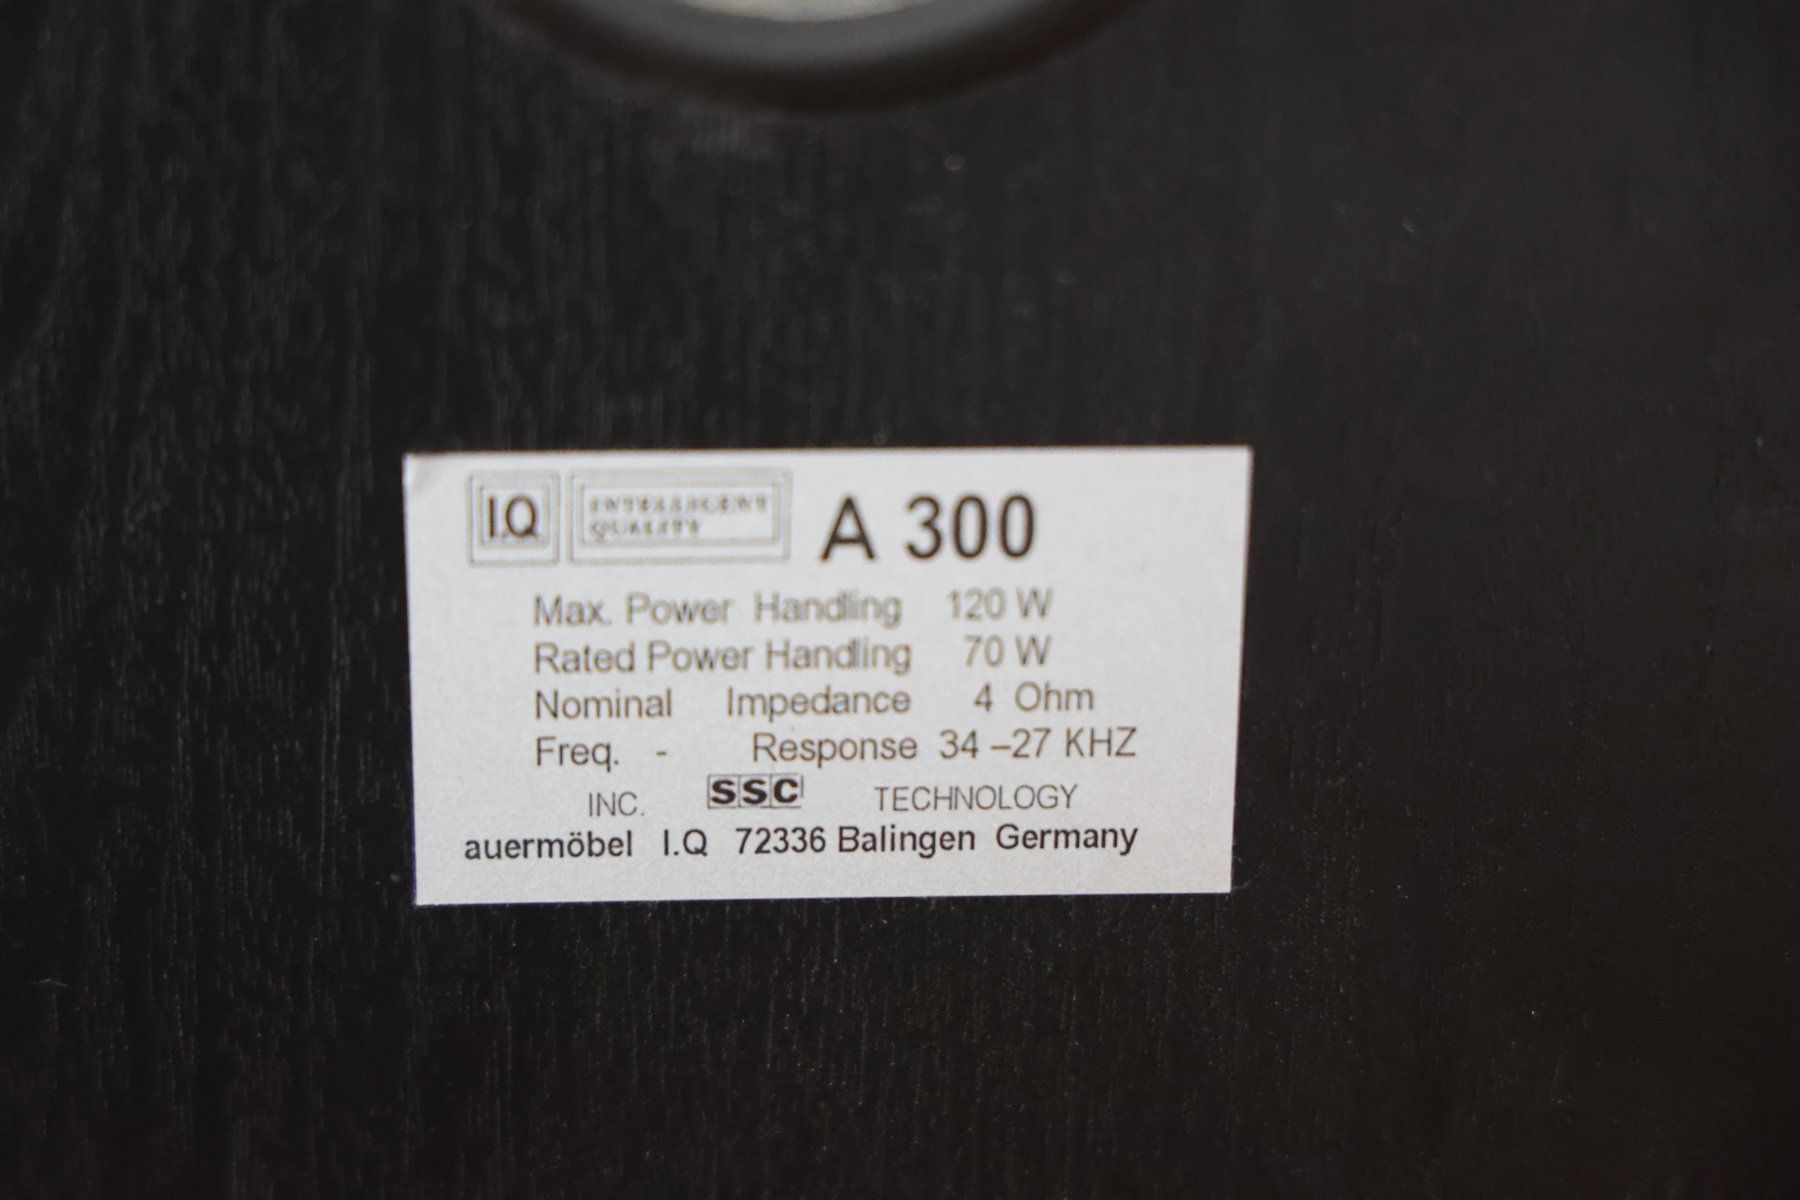 I.Q INTELLIGENT QUALITY A 300
Max. Power Handling 120 W
Rated Power Handling 70 W
Nominal Impedance 4 Ohm
Freq. - Response 34 –27 KHZ
INC. SSC TECHNOLOGY
auermöbel I.Q 72336 Balingen Germany